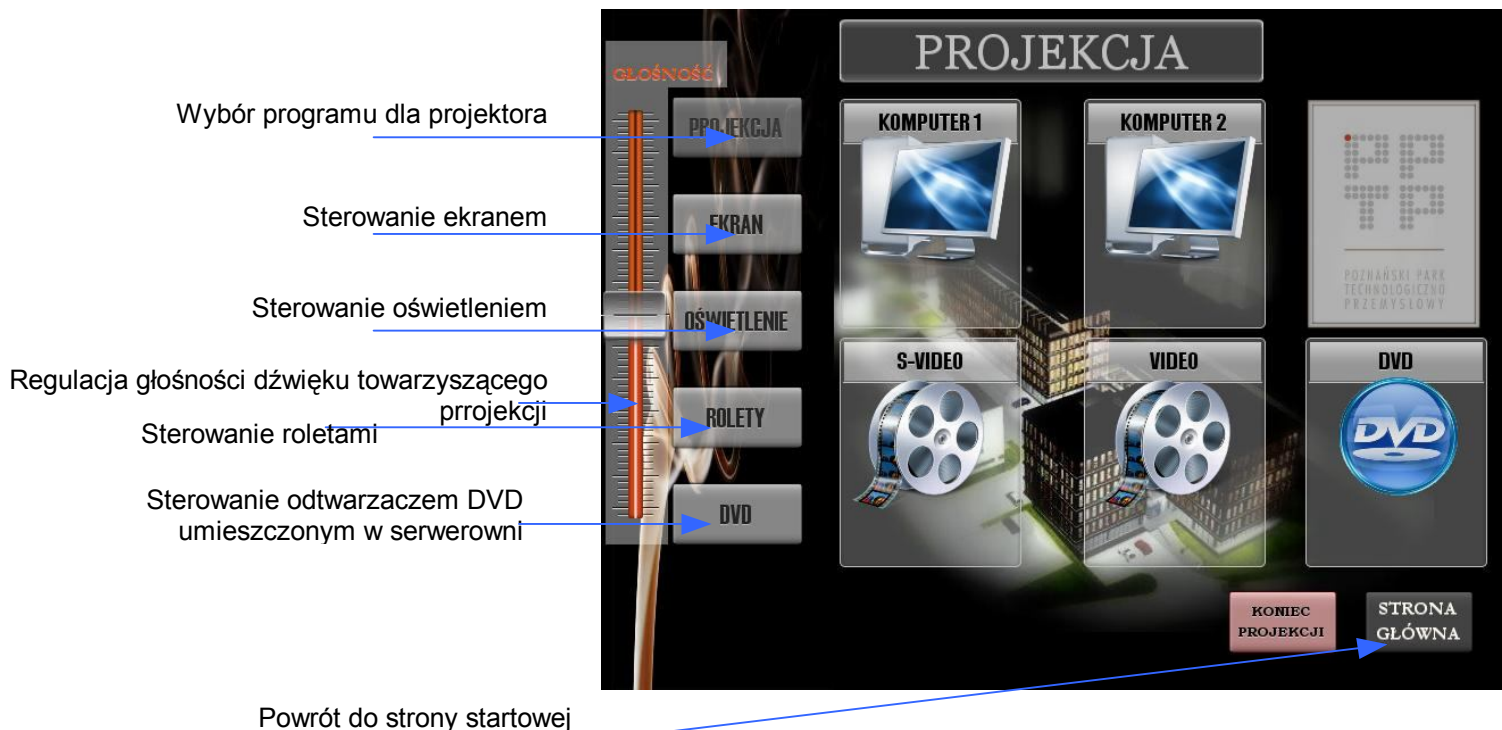 Wybór programu dla projektora
Sterowanie ekranem
Sterowanie oświetleniem
Regulacja głośności dźwięku towarzyszącego
prrojekcji
Sterowanie roletami
Sterowanie odtwarzaczem DVD
umieszczonym w serwerowni
Powrót do strony startowej
GŁOŚNOŚĆ
PROJEKCJA
EKRAN
OŚWIETLENIE
ROLETY
DVD
PROJEKCJA
KOMPUTER 1
KOMPUTER 2
PPTP
POZNAŃSKI PARK
TECHNOLOGICZNO
PRZEMYSŁOWY
S-VIDEO
VIDEO
DVD
DVD
KONIEC
PROJEKCJI
STRONA
GŁÓWNA